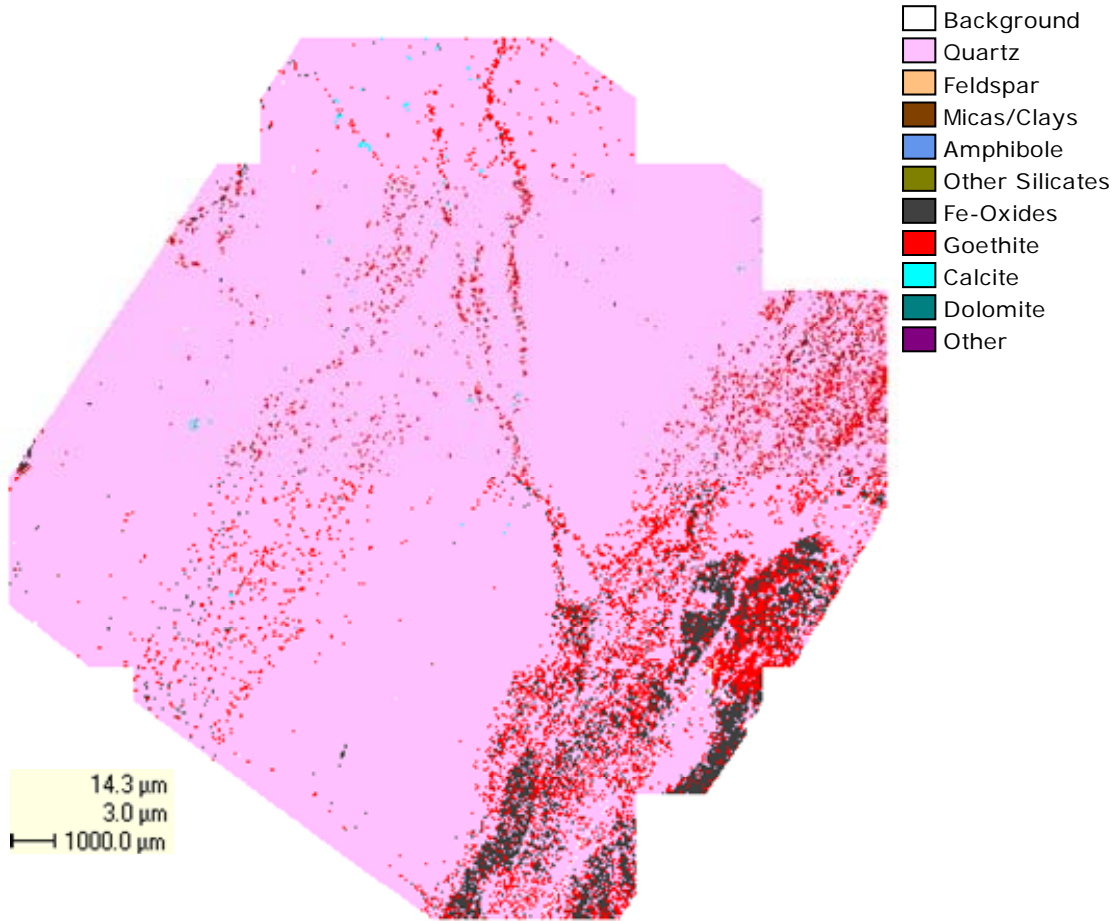 Background
Quartz
Feldspar
Micas/Clays
Amphibole
Other Silicates
Fe-Oxides
Goethite
Calcite
Dolomite
Other
14.3 µm
3.0 µm
1000.0 µm